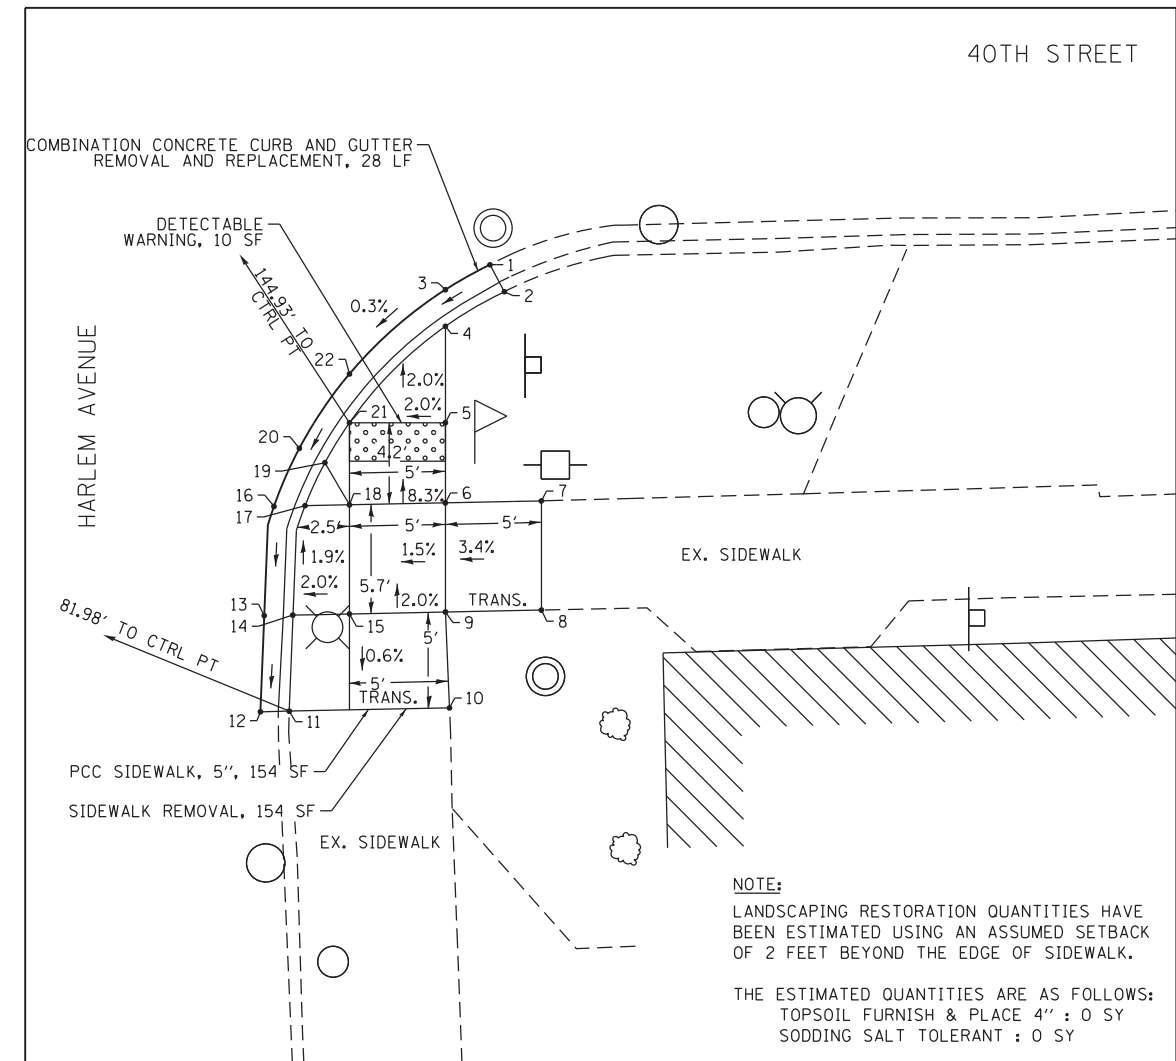 40TH STREET
COMBINATION CONCRETE CURB AND GUTTER
REMOVAL AND REPLACEMENT, 28 LF
DETECTABLE
WARNING, 10 SF
144.93' TO
CTRL PT
HARLEM AVENUE
1
2
3
0.3%
4
22
2.0%
2.0%
21
5
20
4.2'
19
5'
16
17
18
8.3%
6
7
2.5'
5'
5'
1.9%
1.5%
3.4%
EX. SIDEWALK
2.0%
5.7'
2.0%
TRANS.
13
14
15
9
8
81.98' TO CTRL PT
5'
0.6%
5'
TRANS.
10
12
11
PCC SIDEWALK, 5", 154 SF
SIDEWALK REMOVAL, 154 SF
EX. SIDEWALK
NOTE:
LANDSCAPING RESTORATION QUANTITIES HAVE
BEEN ESTIMATED USING AN ASSUMED SETBACK
OF 2 FEET BEYOND THE EDGE OF SIDEWALK.
THE ESTIMATED QUANTITIES ARE AS FOLLOWS:
TOPSOIL FURNISH & PLACE 4" : 0 SY
SODDING SALT TOLERANT : 0 SY